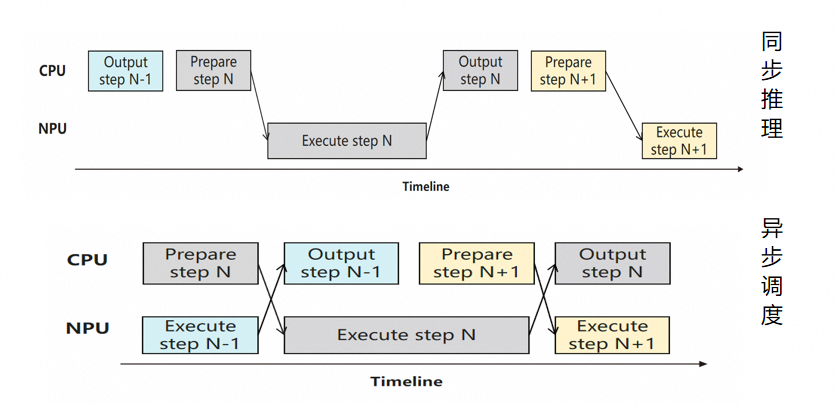 CPU
Output
step N-1
Prepare
step N
Output
step N
Prepare
step N+1
NPU
Execute step N
Execute
step N+1
Timeline
同步推理
CPU
Prepare
step N
Output
step N-1
Prepare
step N+1
Output
step N
NPU
Execute
step N-1
Execute step N
Execute
step N+1
Timeline
异步调度